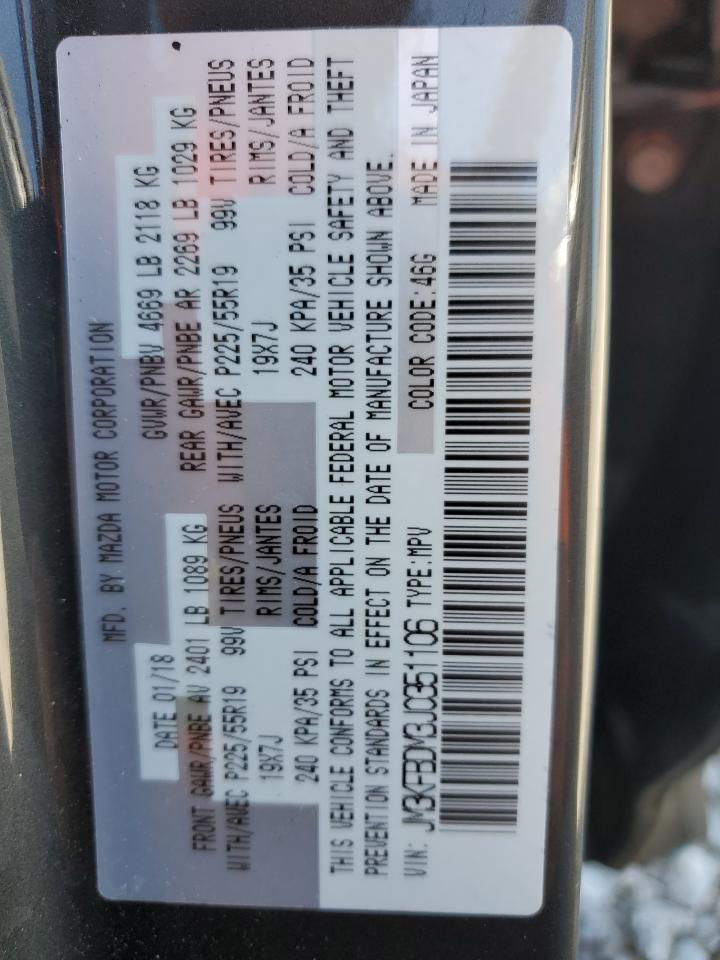 MFD. BY MAZDA MOTOR CORPORATION
DATE 01/18 GVWR/PNBV 4669 LB 2118 KG
FRONT GAWR/PNBE AV 2401 LB 1089 KG REAR GAWR/PNBE AR 2269 LB 1029 KG
WITH/AVEC P225/55R19 99V TIRES/PNEUS WITH/AVEC P225/55R19 99V TIRES/PNEUS
19X7J RIMS/JANTES 19X7J RIMS/JANTES
240 KPA/35 PSI COLD/A FROID 240 KPA/35 PSI COLD/A FROID
THIS VEHICLE CONFORMS TO ALL APPLICABLE FEDERAL MOTOR VEHICLE SAFETY AND THEFT
PREVENTION STANDARDS IN EFFECT ON THE DATE OF MANUFACTURE SHOWN ABOVE.
VIN: JM3KFBDM3J0351106 TYPE:MPV COLOR CODE:46G MADE IN JAPAN